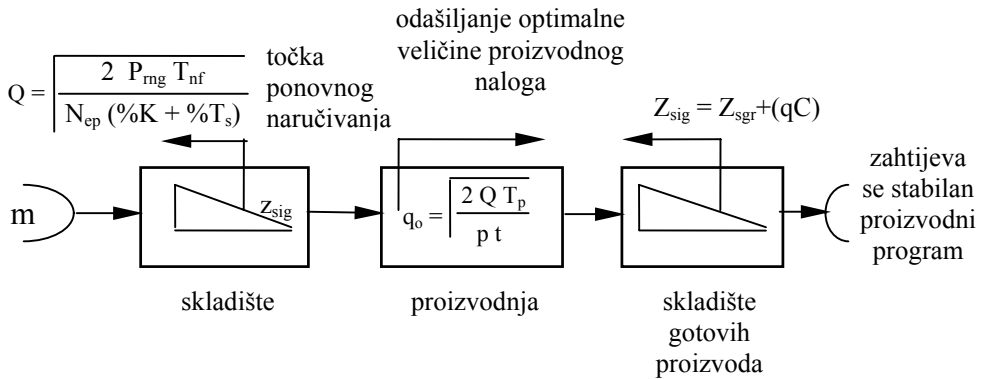 Q = √(2 P_rng T_nf / N_ep (%K + %T_s))
točka
ponovnog
naručivanja
odašiljanje optimalne
veličine proizvodnog
naloga
Z_sig = Z_sgr+(qC)
m
z_sig
q_o = √(2 Q T_p / p t)
zahtijeva
se stabilan
proizvodni
program
skladište
proizvodnja
skladište
gotovih
proizvoda